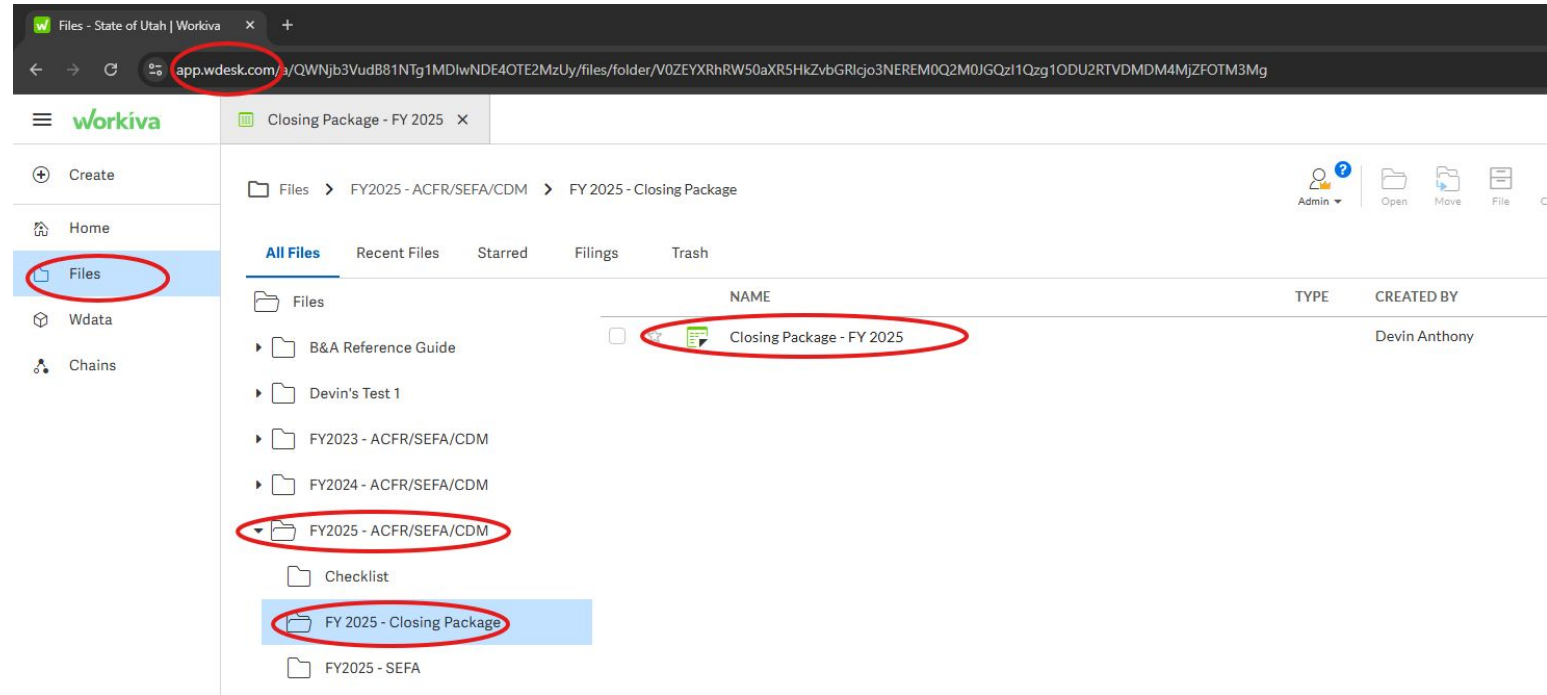 Files - State of Utah | Workiva
app.wdesk.com/a/QWNjb3VudB81NTg1MDIwNDE4OTE2MzUy/files/folder/V0ZEYXRhRW50aXR5HkZvbGRlcjo3NEREM0Q2M0JGQzI1Qzg1ODU2RTVDMDM4MjZFOTM3Mg
workiva
Closing Package - FY 2025
Create
Files > FY2025 - ACFR/SEFA/CDM > FY 2025 - Closing Package
Admin
Open
Move
File
Home
All Files Recent Files Starred Filings Trash
Files
Files
NAME TYPE CREATED BY
Wdata
B&A Reference Guide
Closing Package - FY 2025 Devin Anthony
Chains
Devin's Test 1
FY2023 - ACFR/SEFA/CDM
FY2024 - ACFR/SEFA/CDM
FY2025 - ACFR/SEFA/CDM
Checklist
FY 2025 - Closing Package
FY2025 - SEFA